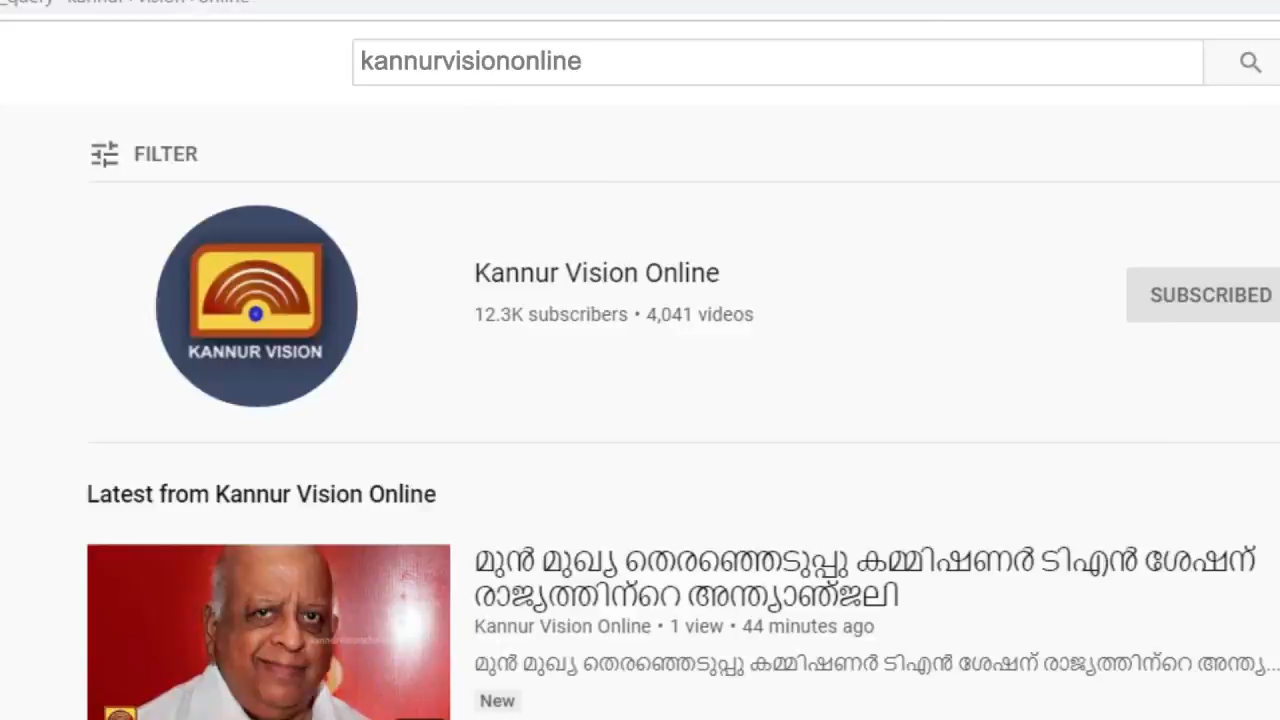 kannurvisiononline
FILTER
KANNUR VISION
Kannur Vision Online
12.3K subscribers • 4,041 videos
SUBSCRIBED
Latest from Kannur Vision Online
മുൻ മുഖ്യ തെരഞ്ഞെടുപ്പു കമ്മിഷണർ ടിഎൻ ശേഷന്
രാജ്യത്തിന്റെ അന്ത്യാഞ്ജലി
Kannur Vision Online • 1 view • 44 minutes ago
മുൻ മുഖ്യ തെരഞ്ഞെടുപ്പു കമ്മിഷണർ ടിഎൻ ശേഷന് രാജ്യത്തിന്റെ അന്ത്യ...
New